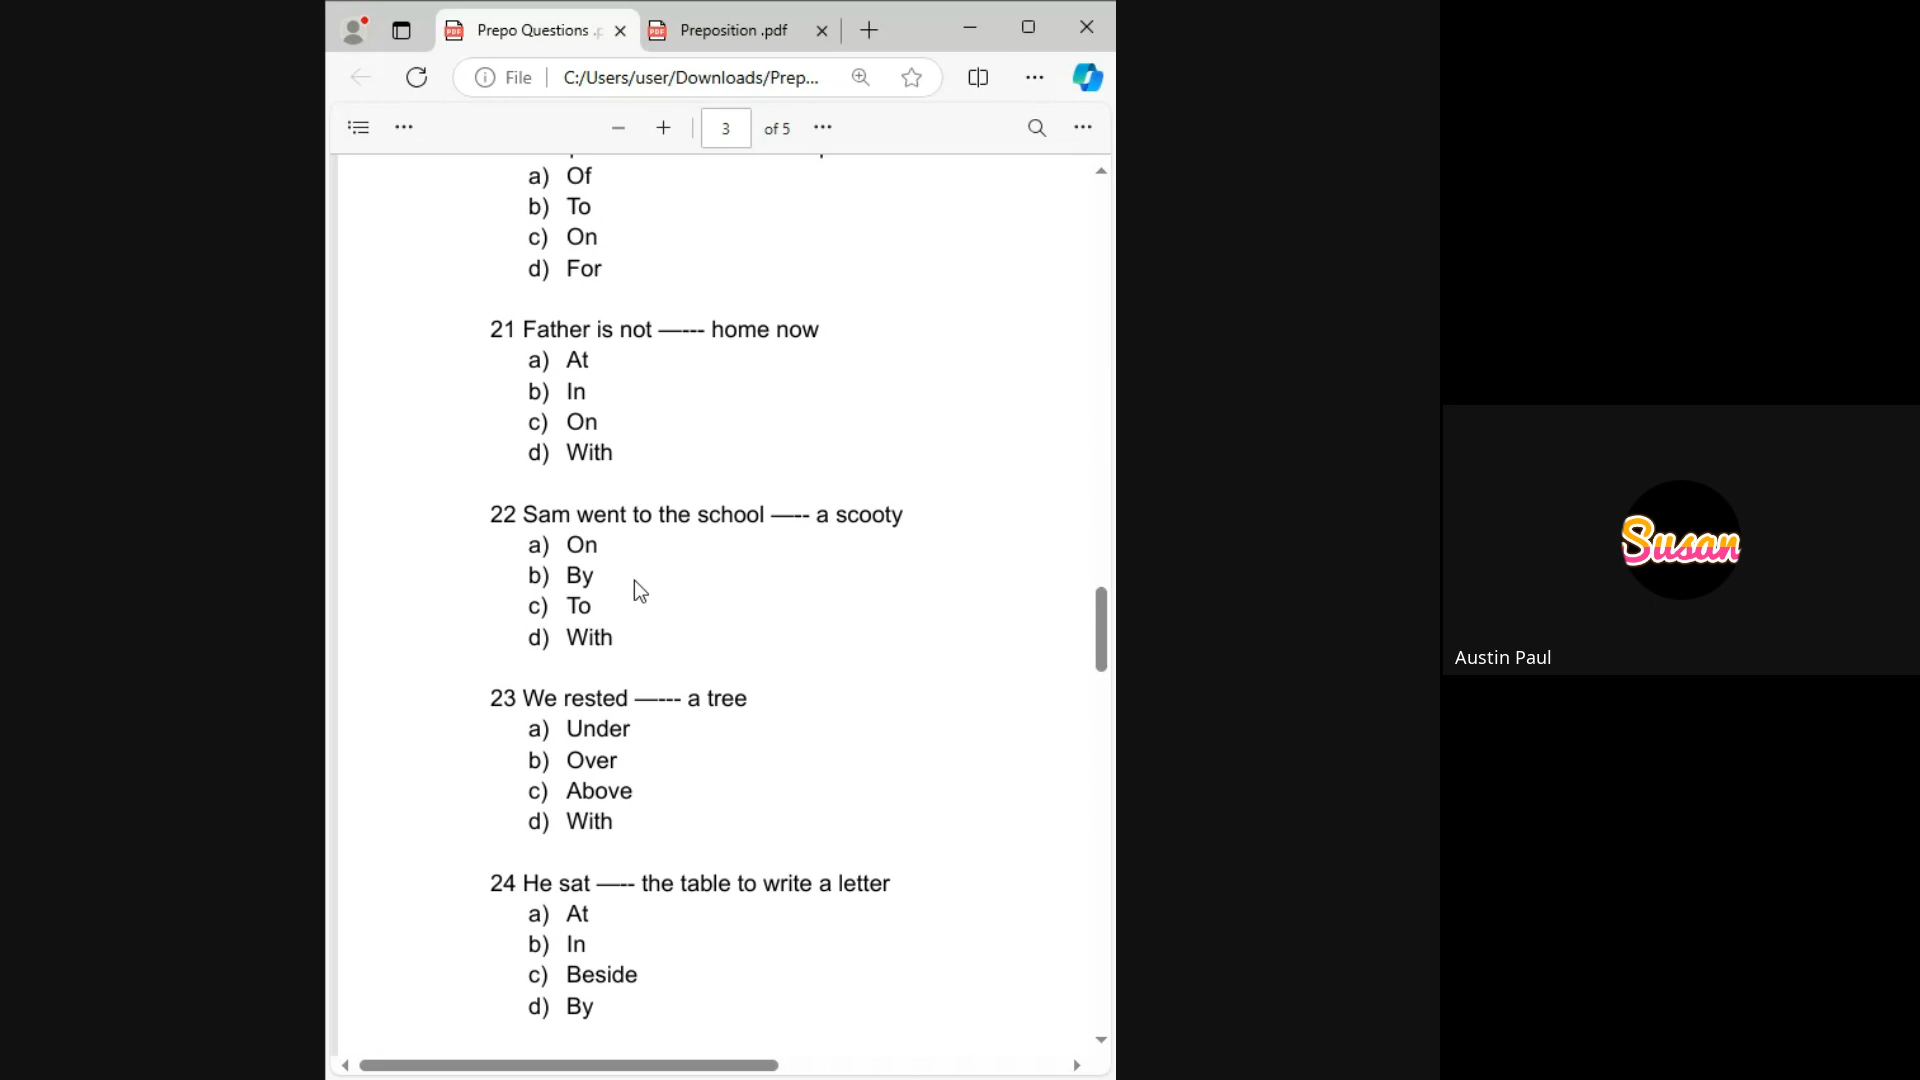 Prepo Questions .p
Preposition .pdf
File
C:/Users/user/Downloads/Prep...
3 of 5
a) Of
b) To
c) On
d) For
21 Father is not —--- home now
a) At
b) In
c) On
d) With
22 Sam went to the school —-- a scooty
a) On
b) By
c) To
d) With
23 We rested —--- a tree
a) Under
b) Over
c) Above
d) With
24 He sat —-- the table to write a letter
a) At
b) In
c) Beside
d) By
Susan
Austin Paul